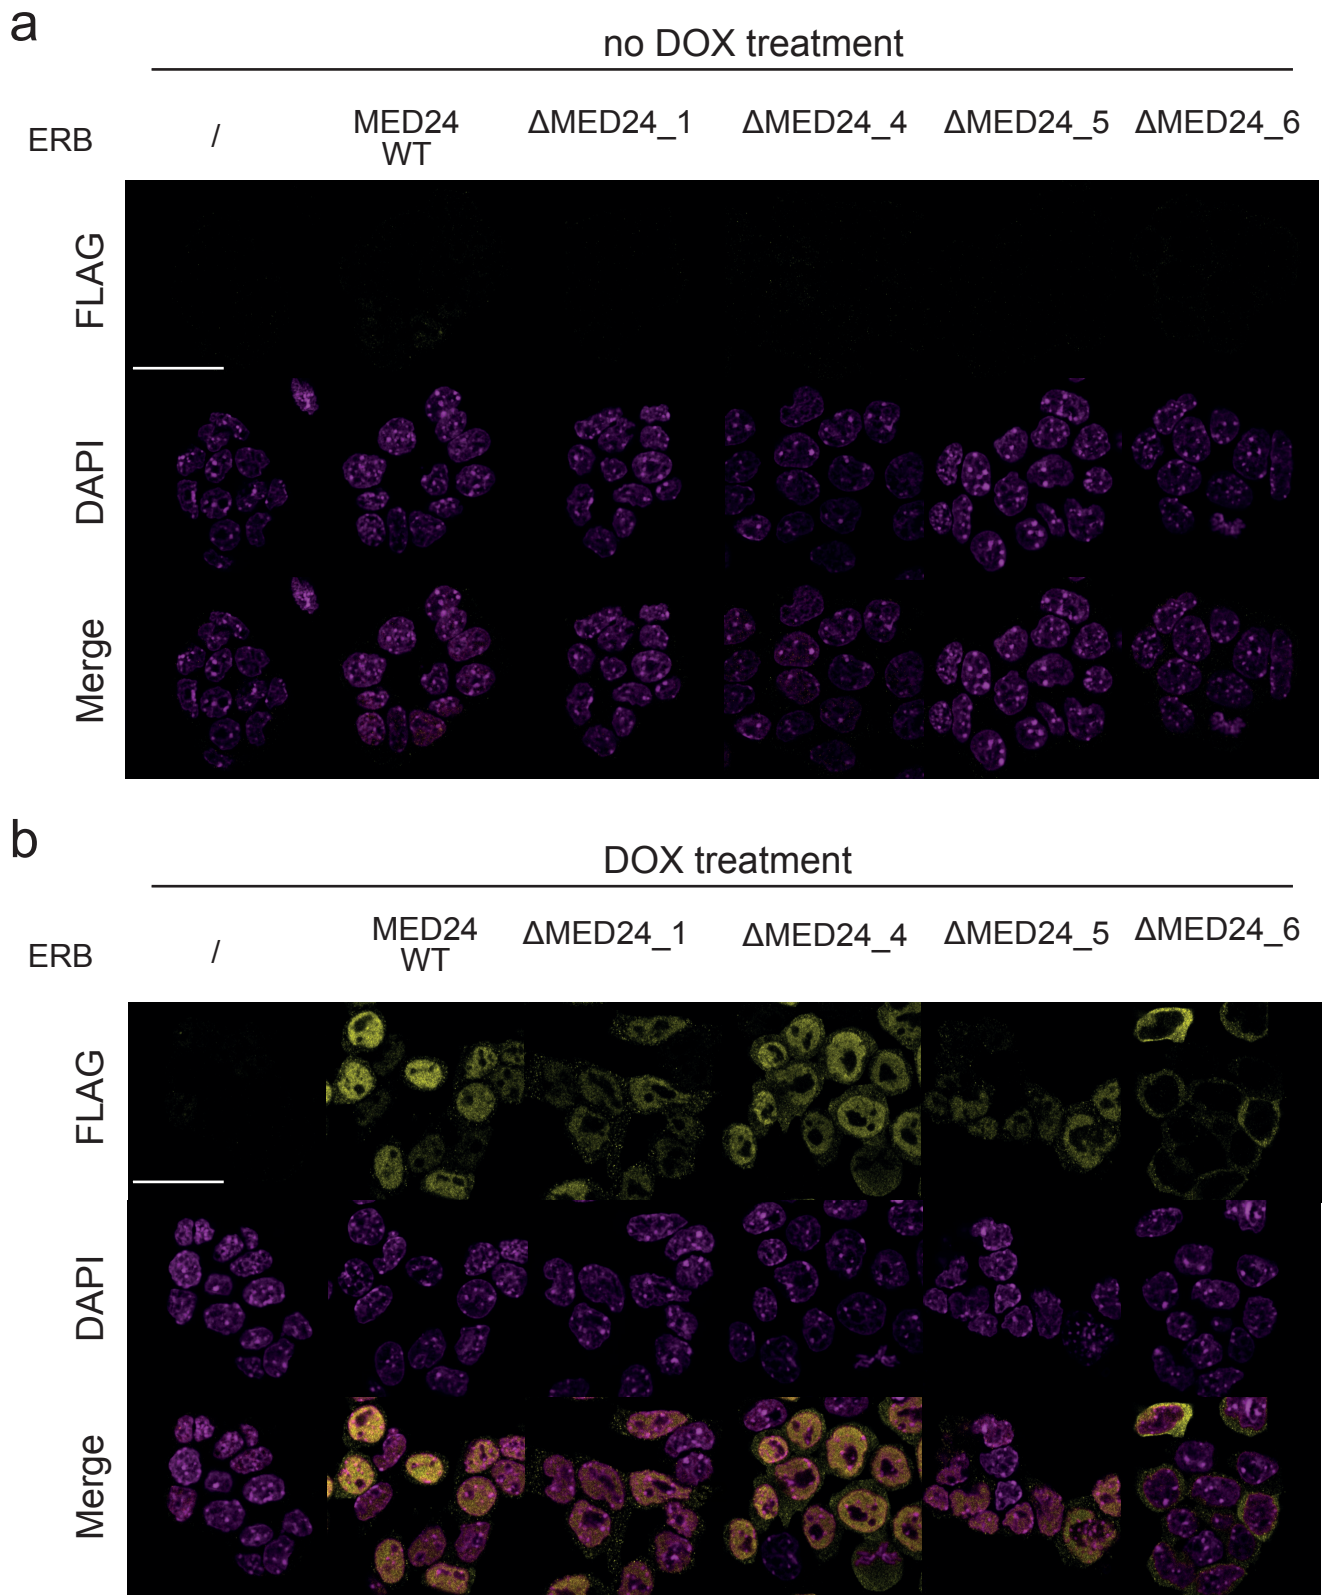 a
no DOX treatment
ERB / MED24 WT ΔMED24_1 ΔMED24_4 ΔMED24_5 ΔMED24_6
FLAG
DAPI
Merge
b
DOX treatment
ERB / MED24 WT ΔMED24_1 ΔMED24_4 ΔMED24_5 ΔMED24_6
FLAG
DAPI
Merge